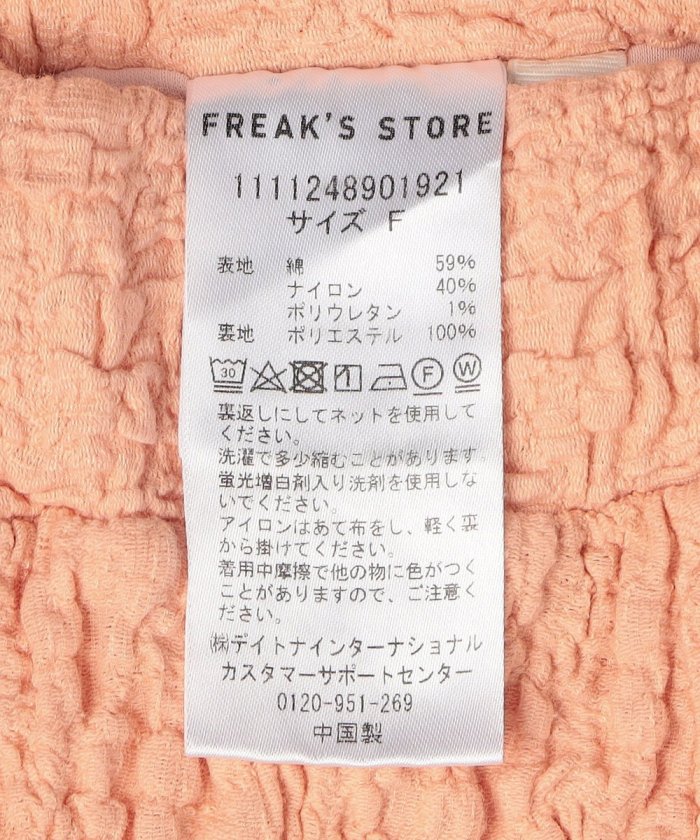 FREAK'S STORE
1111248901921
サイズ F
表地 綿 59%
ナイロン 40%
ポリウレタン 1%
裏地 ポリエステル 100%
30 F W
裏返しにしてネットを使用して
ください。
洗濯で多少縮むことがあります
蛍光増白剤入り洗剤を使用しな
いでください。
アイロンはあて布をし、軽く裏
から掛けてください。
着用中摩擦で他の物に色がつく
ことがありますので、ご注意く
ださい。
㈱デイトナインターナショナル
カスタマーサポートセンター
0120-951-269
中国製